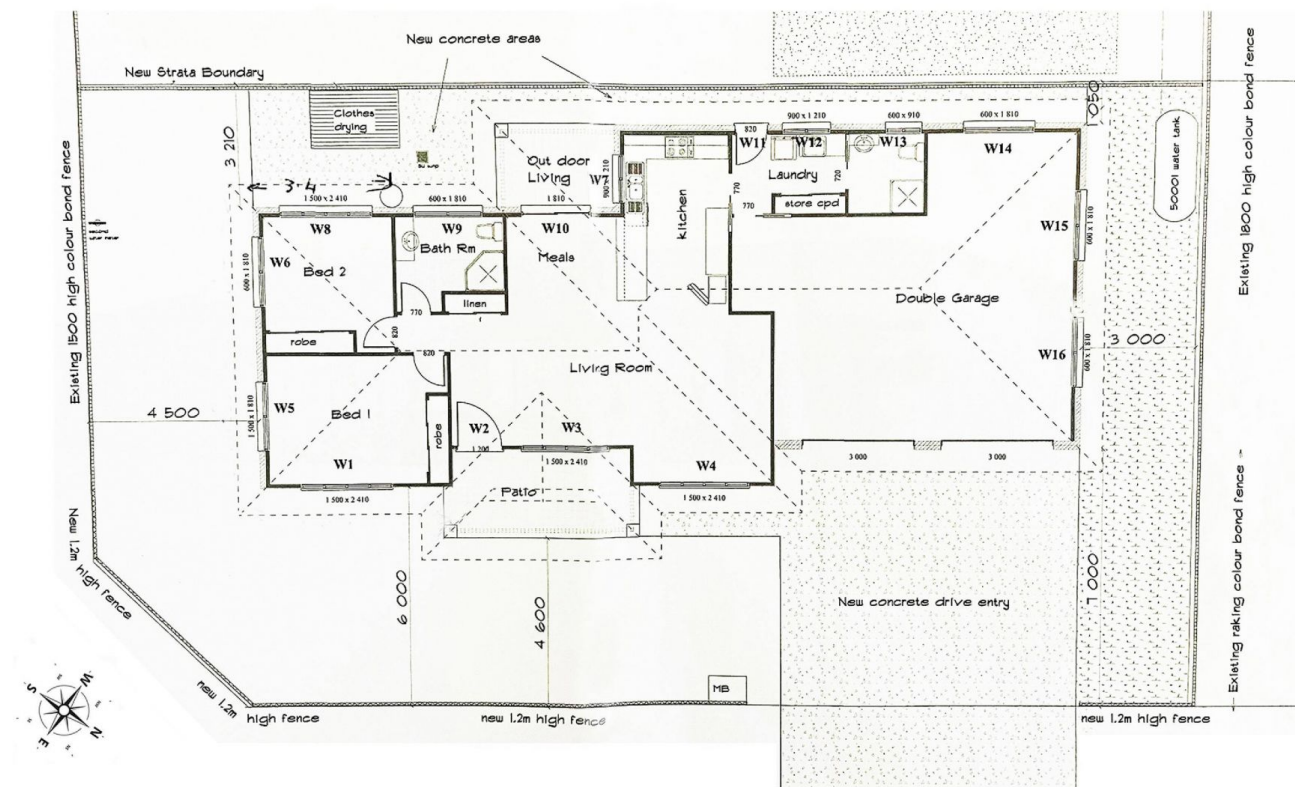 New concrete areas
New Strata Boundary
Existing 1500 high colour bond fence
Existing 1800 high colour bond fence
Clothes
drying
3 210
3-4
050
5000l water tank
Out door
Living
W7
900 x 1 210
820
W11
900 x 1 210
W12
600 x 910
W13
600 x 1 810
W14
Laundry
store cpd
720
770
770
kitchen
1 500 x 2 410
W8
600 x 1 810
W9
1 810
W10
W6
600 x 1 810
Bed 2
Bath Rm
Meals
W15
600 x 1 810
linen
770
820
robe
820
Double Garage
W16
600 x 1 810
3 000
Living Room
4 500
W5
1 500 x 1 810
Bed 1
robe
W2
1 200
W3
1 500 x 2 410
W1
1 500 x 2 410
W4
1 500 x 2 410
3 000
3 000
Patio
Existing raking colour bond fence
New 1.2m
high fence
6 000
4 600
7 000
New concrete drive entry
new 1.2m
high fence
MB
new 1.2m high fence
new 1.2m high fence
S
W
E
N